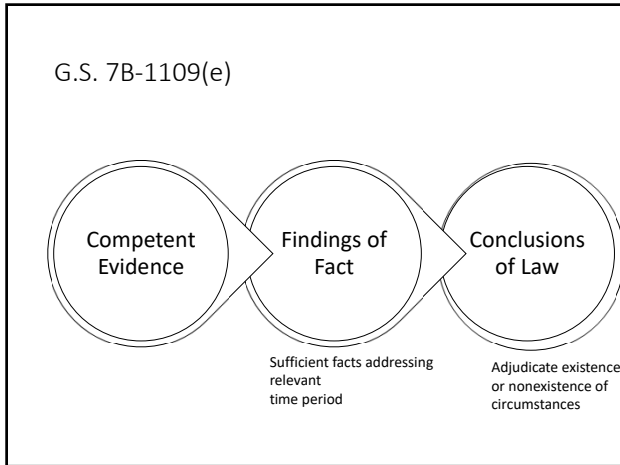 G.S. 7B-1109(e)
Competent
Evidence
Findings of
Fact
Conclusions
of Law
Sufficient facts addressing
relevant
time period
Adjudicate existence
or nonexistence of
circumstances